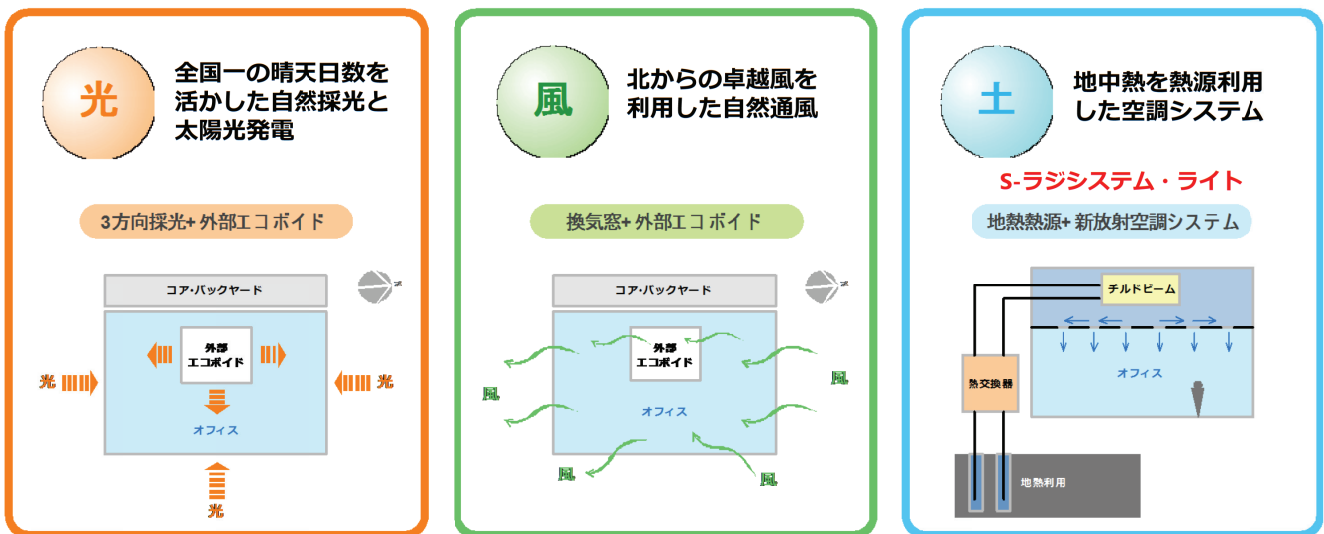 光
全国一の晴天日数を
活かした自然採光と
太陽光発電
3方向採光+外部エコボイド
コア・バックヤード
外部
エコボイド
光
光
オフィス
光
風
北からの卓越風を
利用した自然通風
換気窓+外部エコボイド
コア・バックヤード
外部
エコボイド
風
風
オフィス
風
風
土
地中熱を熱源利用
した空調システム
S-ラジシステム・ライト
地熱熱源+新放射空調システム
チルドビーム
オフィス
熱交換器
地熱利用